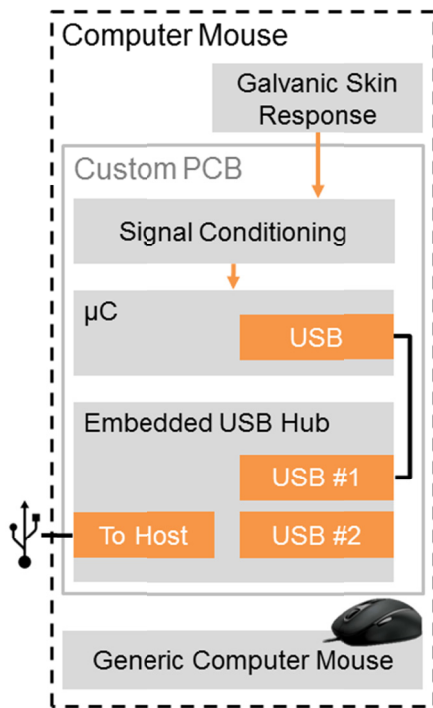 Computer Mouse
Galvanic Skin
Response
Custom PCB
Signal Conditioning
µC
USB
Embedded USB Hub
USB #1
To Host
USB #2
Generic Computer Mouse